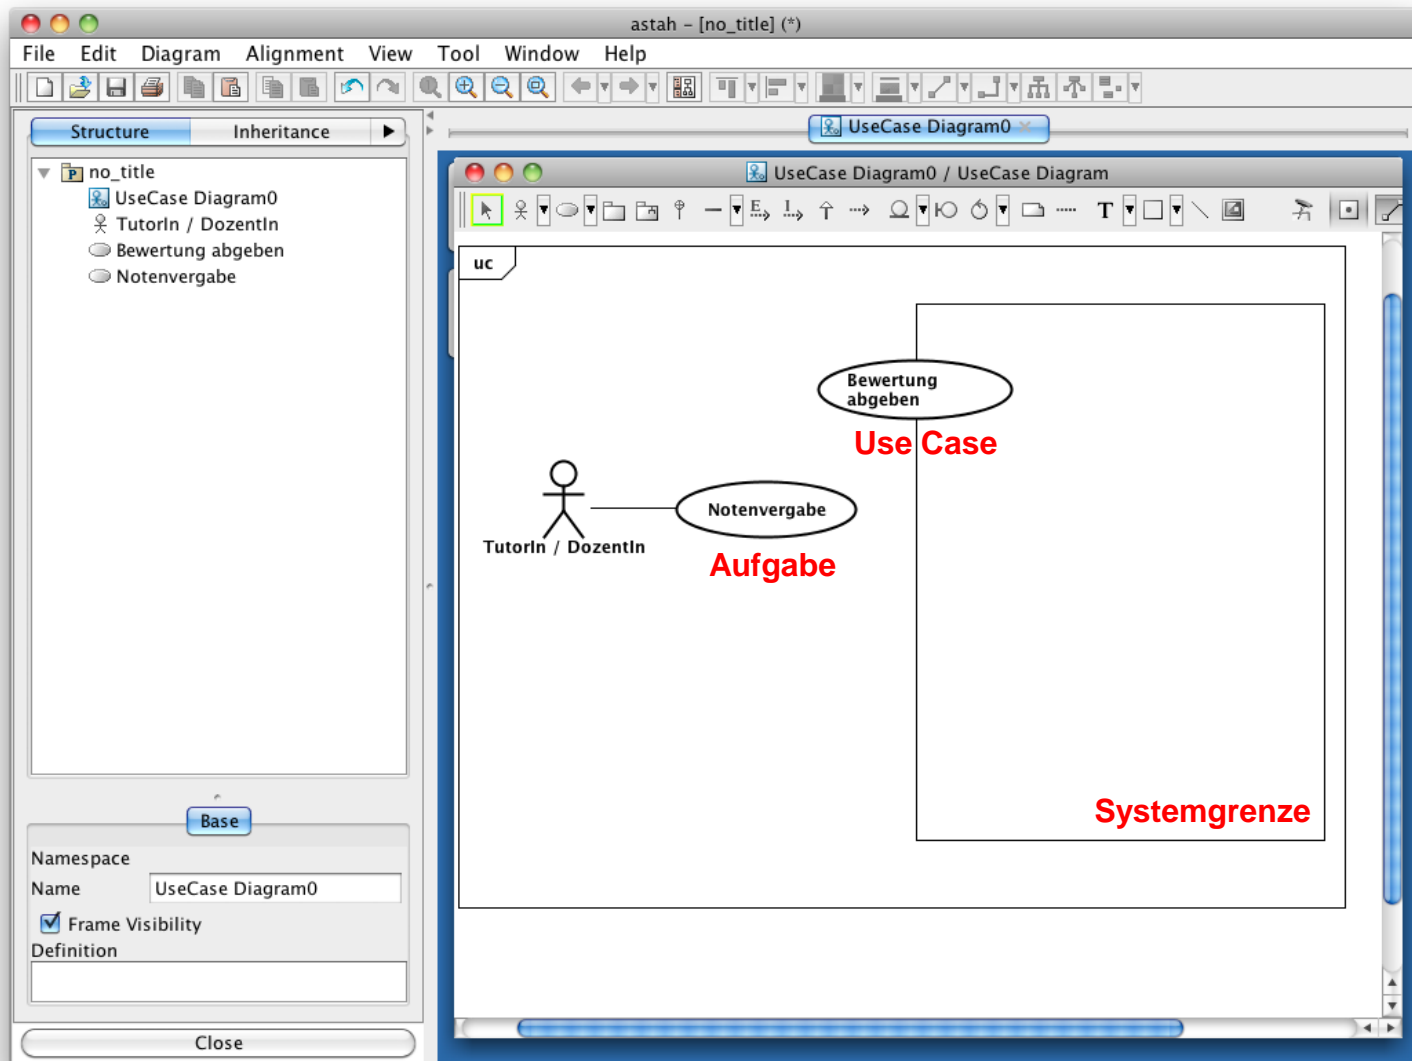 astah – [no_title] (*)
File Edit Diagram Alignment View Tool Window Help
Structure Inheritance
UseCase Diagram0
no_title
UseCase Diagram0
TutorIn / DozentIn
Bewertung abgeben
Notenvergabe
UseCase Diagram0 / UseCase Diagram
E 1 T
uc
Bewertung
abgeben
Use Case
Notenvergabe
TutorIn / DozentIn
Aufgabe
Systemgrenze
Base
Namespace
Name UseCase Diagram0
Frame Visibility
Definition
Close